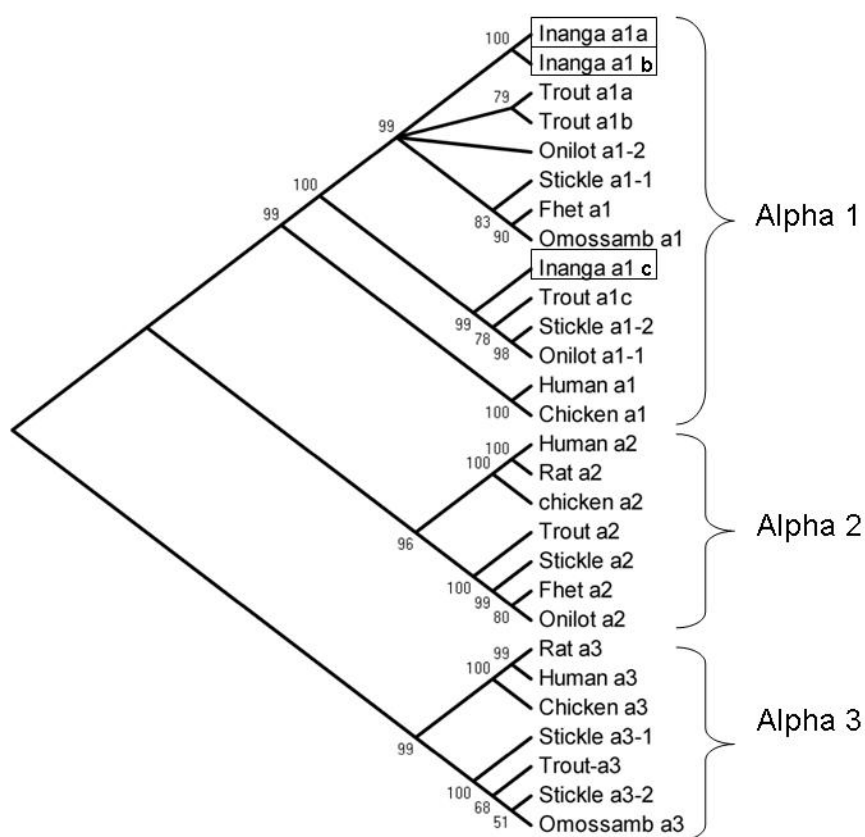 100
Inanga a1a
Inanga a1 b
79
Trout a1a
Trout a1b
99
Onilot a1-2
100
Stickle a1-1
83
Fhet a1
90
Omossamb a1
99
Alpha 1
Inanga a1 c
Trout a1c
99
Stickle a1-2
78
98
Onilot a1-1
Human a1
100
Chicken a1
100
Human a2
100
Rat a2
chicken a2
Trout a2
Alpha 2
96
Stickle a2
100
Fhet a2
99
80
Onilot a2
99
Rat a3
100
Human a3
Chicken a3
Alpha 3
99
Stickle a3-1
Trout-a3
100
Stickle a3-2
68
51
Omossamb a3